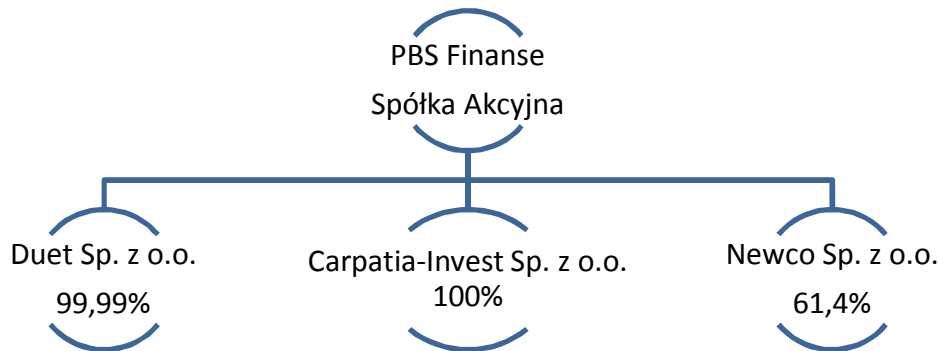 PBS Finanse
Spółka Akcyjna
Duet Sp. z o.o.
99,99%
Carpatia-Invest Sp. z o.o.
100%
Newco Sp. z o.o.
61,4%